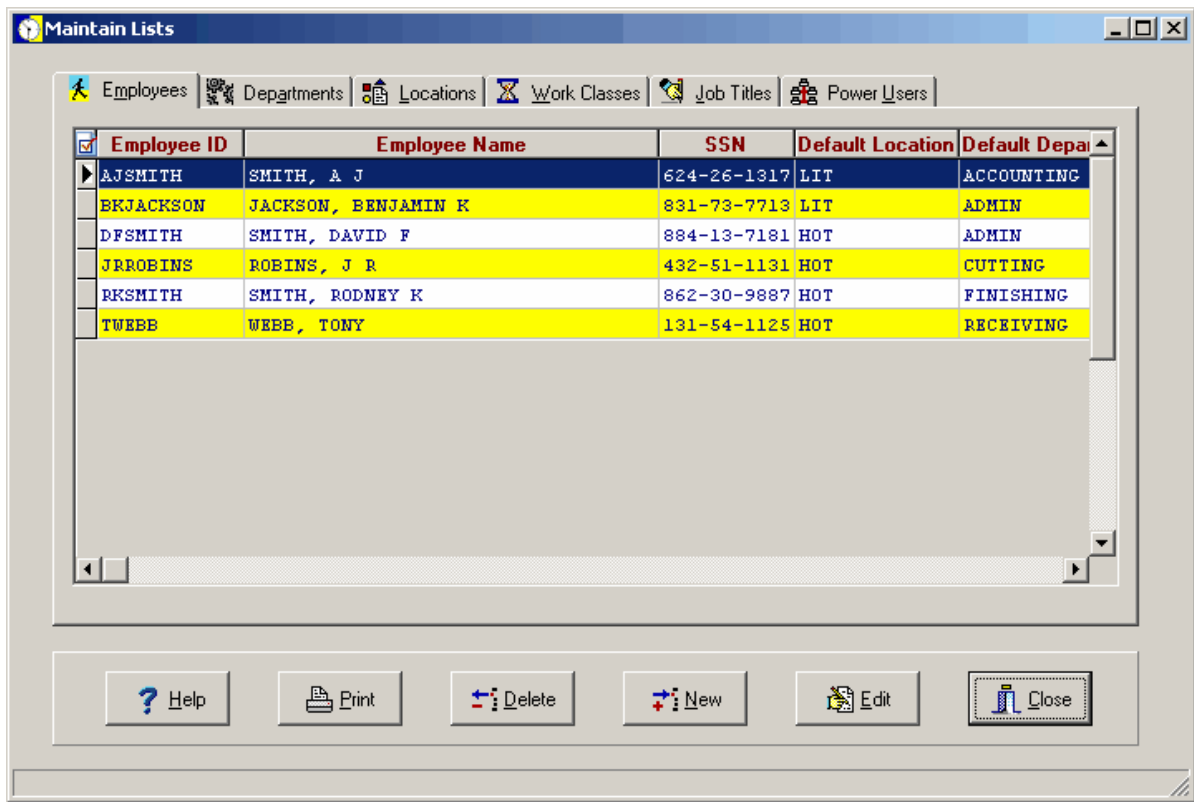 Maintain Lists
Employees Departments Locations Work Classes Job Titles Power Users
Employee ID Employee Name SSN Default Location Default Depar
AJSMITH SMITH, A J 624-26-1317 LIT ACCOUNTING
BKJACKSON JACKSON, BENJAMIN K 831-73-7713 LIT ADMIN
DFSMITH SMITH, DAVID F 884-13-7181 HOT ADMIN
JRROBINS ROBINS, J R 432-51-1131 HOT CUTTING
RKSMITH SMITH, RODNEY K 862-30-9887 HOT FINISHING
TWEBB WEBB, TONY 131-54-1125 HOT RECEIVING
Help Print Delete New Edit Close